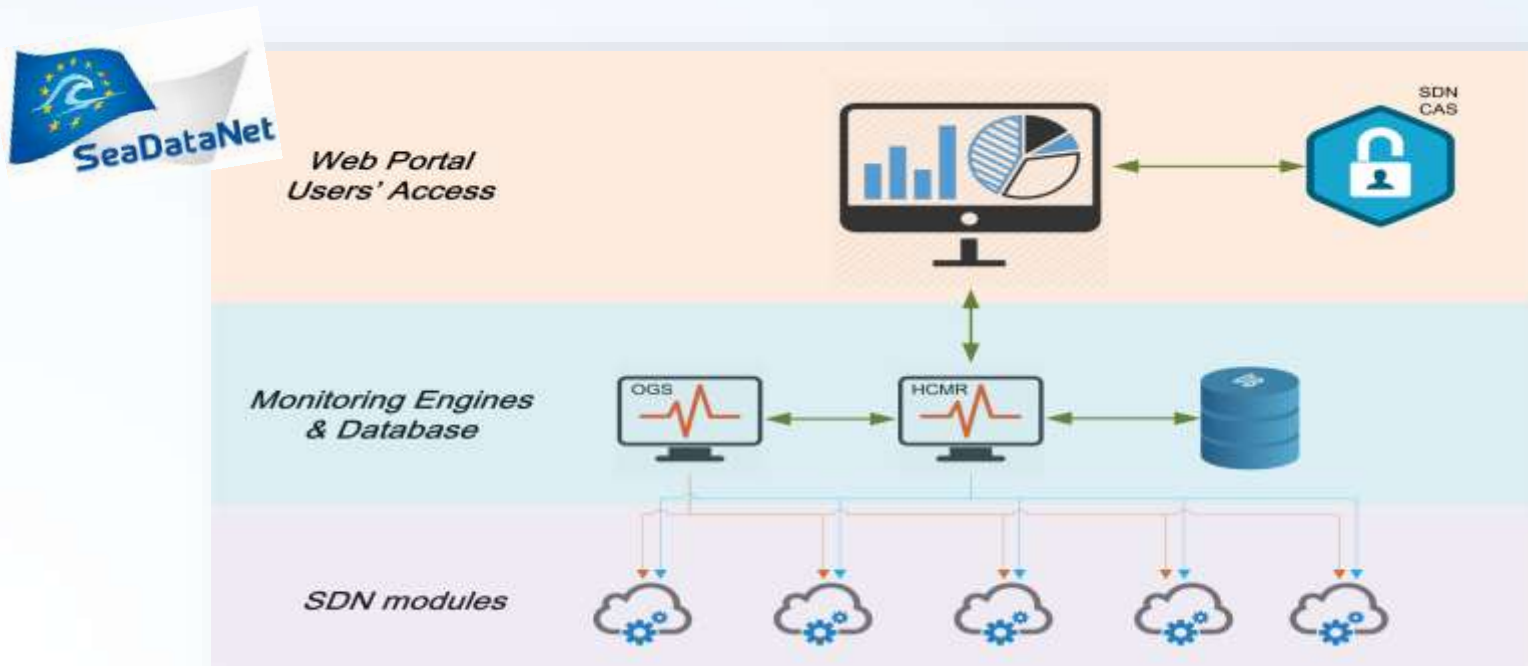 SeaDataNet
SDN
CAS
Web Portal
Users' Access
OGS
HCMR
Monitoring Engines
& Database
SDN modules